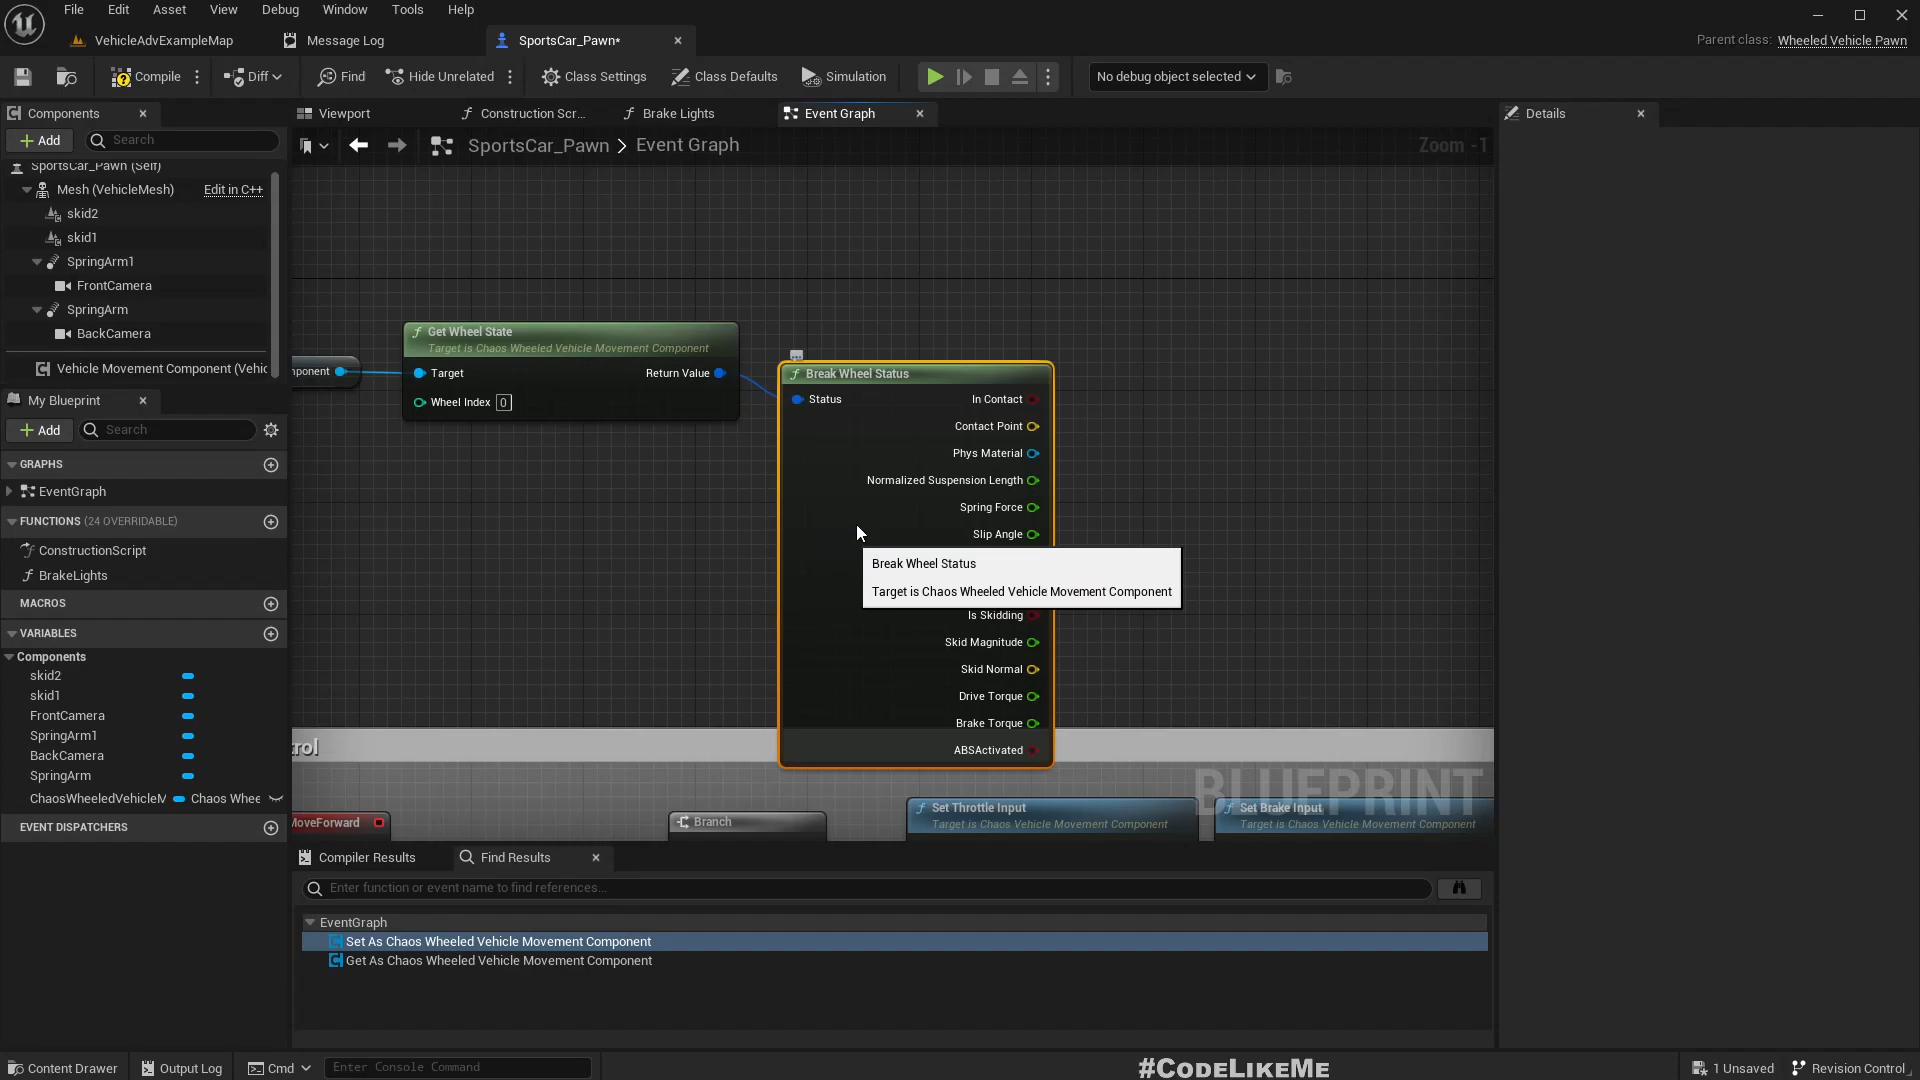 File Edit Asset View Debug Window Tools Help
VehicleAdvExampleMap Message Log SportsCar_Pawn* Parent class: Wheeled Vehicle Pawn
Compile Diff Find Hide Unrelated Class Settings Class Defaults Simulation No debug object selected
Components Viewport Construction Scr... Brake Lights Event Graph Details
Add Search
SportsCar_Pawn > Event Graph Zoom -1
SportsCar_Pawn (Self)
Mesh (VehicleMesh) Edit in C++
skid2
skid1
SpringArm1
FrontCamera
SpringArm
BackCamera
Vehicle Movement Component (Vehic
My Blueprint
Add Search
GRAPHS
EventGraph
FUNCTIONS (24 OVERRIDABLE)
ConstructionScript
BrakeLights
MACROS
VARIABLES
Components
skid2
skid1
FrontCamera
SpringArm1
BackCamera
SpringArm
ChaosWheeledVehicleM Chaos Whee
EVENT DISPATCHERS
mponent
Get Wheel State
Target is Chaos Wheeled Vehicle Movement Component
Target Return Value
Wheel Index 0
Break Wheel Status
Status In Contact
Contact Point
Phys Material
Normalized Suspension Length
Spring Force
Slip Angle
Break Wheel Status
Target is Chaos Wheeled Vehicle Movement Component
Is Skidding
Skid Magnitude
Skid Normal
Drive Torque
Brake Torque
ABSActivated
trol
BLUEPRINT
MoveForward
Branch
Set Throttle Input
Target is Chaos Vehicle Movement Component
Set Brake Input
Target is Chaos Vehicle Movement Component
Compiler Results Find Results
Enter function or event name to find references...
EventGraph
Set As Chaos Wheeled Vehicle Movement Component
Get As Chaos Wheeled Vehicle Movement Component
Content Drawer Output Log Cmd Enter Console Command #CODELIKEME 1 Unsaved Revision Control